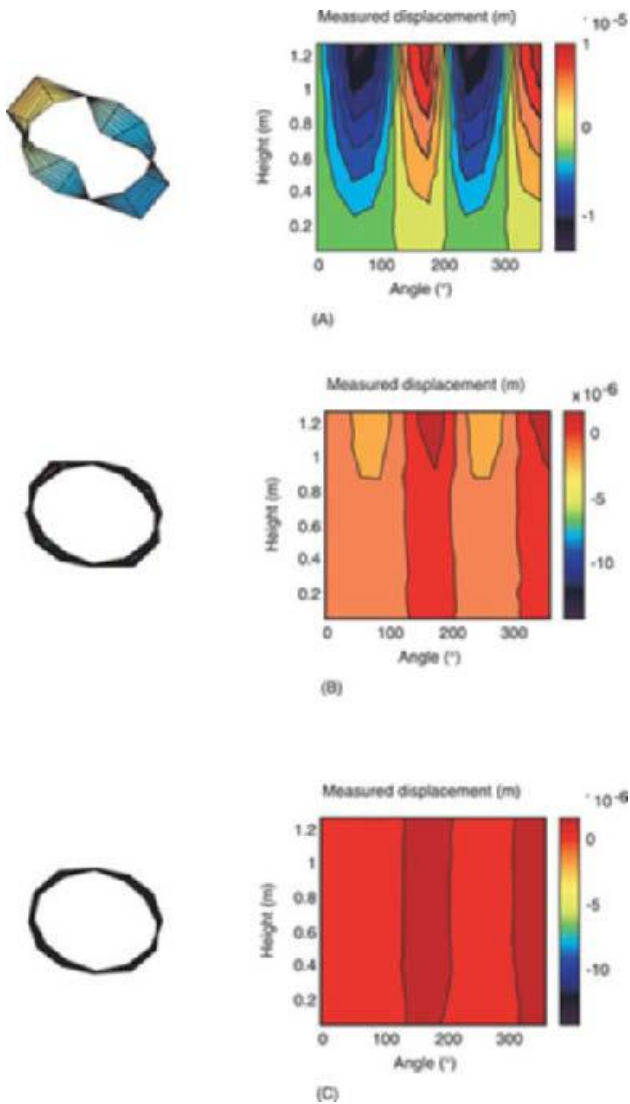 Measured displacement (m)
10⁻⁵
1.2
1
0.8
0.6
0.4
0.2
Height (m)
0 100 200 300
Angle (°)
1
0
-1
(A)
Measured displacement (m)
x 10⁻⁶
1.2
1
0.8
0.6
0.4
0.2
Height (m)
0 100 200 300
Angle (°)
0
-5
-10
(B)
Measured displacement (m)
10⁻⁶
1.2
1
0.8
0.6
0.4
0.2
Height (m)
0 100 200 300
Angle (°)
0
-5
-10
(C)